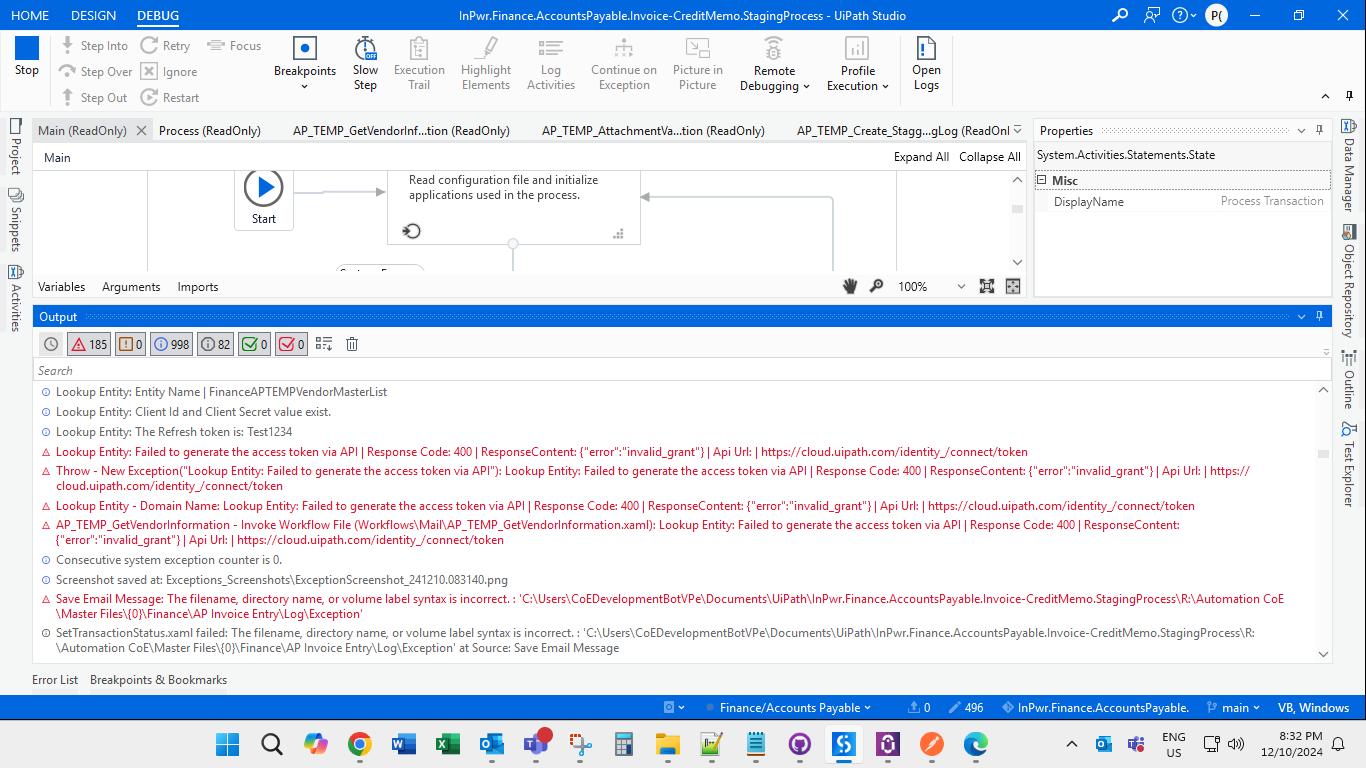 HOME DESIGN DEBUG InPwr.Finance.AccountsPayable.Invoice-CreditMemo.StagingProcess - UiPath Studio P(
Stop
Step Into
Step Over
Step Out
Retry
Ignore
Restart
Focus
Breakpoints
Slow Step
OFF
Execution Trail
Highlight Elements
Log Activities
Continue on Exception
Picture in Picture
Remote Debugging
Profile Execution
Open Logs
Main (ReadOnly) Process (ReadOnly) AP_TEMP_GetVendorInf...tion (ReadOnly) AP_TEMP_AttachmentVa...tion (ReadOnly) AP_TEMP_Create_Stagg...gLog (ReadOnl
Main Expand All Collapse All
Start
Read configuration file and initialize
applications used in the process.
Variables Arguments Imports 100%
Properties
System.Activities.Statements.State
Misc
DisplayName Process Transaction
Project
Snippets
Activities
Data Manager
Object Repository
Outline
Test Explorer
Output
185 0 998 82 0 0
Search
Lookup Entity: Entity Name | FinanceAPTEMPVendorMasterList
Lookup Entity: Client Id and Client Secret value exist.
Lookup Entity: The Refresh token is: Test1234
Lookup Entity: Failed to generate the access token via API | Response Code: 400 | ResponseContent: {"error":"invalid_grant"} | Api Url: | https://cloud.uipath.com/identity_/connect/token
Throw - New Exception("Lookup Entity: Failed to generate the access token via API"): Lookup Entity: Failed to generate the access token via API | Response Code: 400 | ResponseContent: {"error":"invalid_grant"} | Api Url: | https://
cloud.uipath.com/identity_/connect/token
Lookup Entity - Domain Name: Lookup Entity: Failed to generate the access token via API | Response Code: 400 | ResponseContent: {"error":"invalid_grant"} | Api Url: | https://cloud.uipath.com/identity_/connect/token
AP_TEMP_GetVendorInformation - Invoke Workflow File (Workflows\Mail\AP_TEMP_GetVendorInformation.xaml): Lookup Entity: Failed to generate the access token via API | Response Code: 400 | ResponseContent:
{"error":"invalid_grant"} | Api Url: | https://cloud.uipath.com/identity_/connect/token
Consecutive system exception counter is 0.
Screenshot saved at: Exceptions_Screenshots\ExceptionScreenshot_241210.083140.png
Save Email Message: The filename, directory name, or volume label syntax is incorrect. : 'C:\Users\CoEDevelopmentBotVPe\Documents\UiPath\InPwr.Finance.AccountsPayable.Invoice-CreditMemo.StagingProcess\R:\Automation CoE
\Master Files\{0}\Finance\AP Invoice Entry\Log\Exception'
SetTransactionStatus.xaml failed: The filename, directory name, or volume label syntax is incorrect. : 'C:\Users\CoEDevelopmentBotVPe\Documents\UiPath\InPwr.Finance.AccountsPayable.Invoice-CreditMemo.StagingProcess\R:
\Automation CoE\Master Files\{0}\Finance\AP Invoice Entry\Log\Exception' at Source: Save Email Message
Error List Breakpoints & Bookmarks
Finance/Accounts Payable 0 496 InPwr.Finance.AccountsPayable. main VB, Windows
ENG
US
8:32 PM
12/10/2024